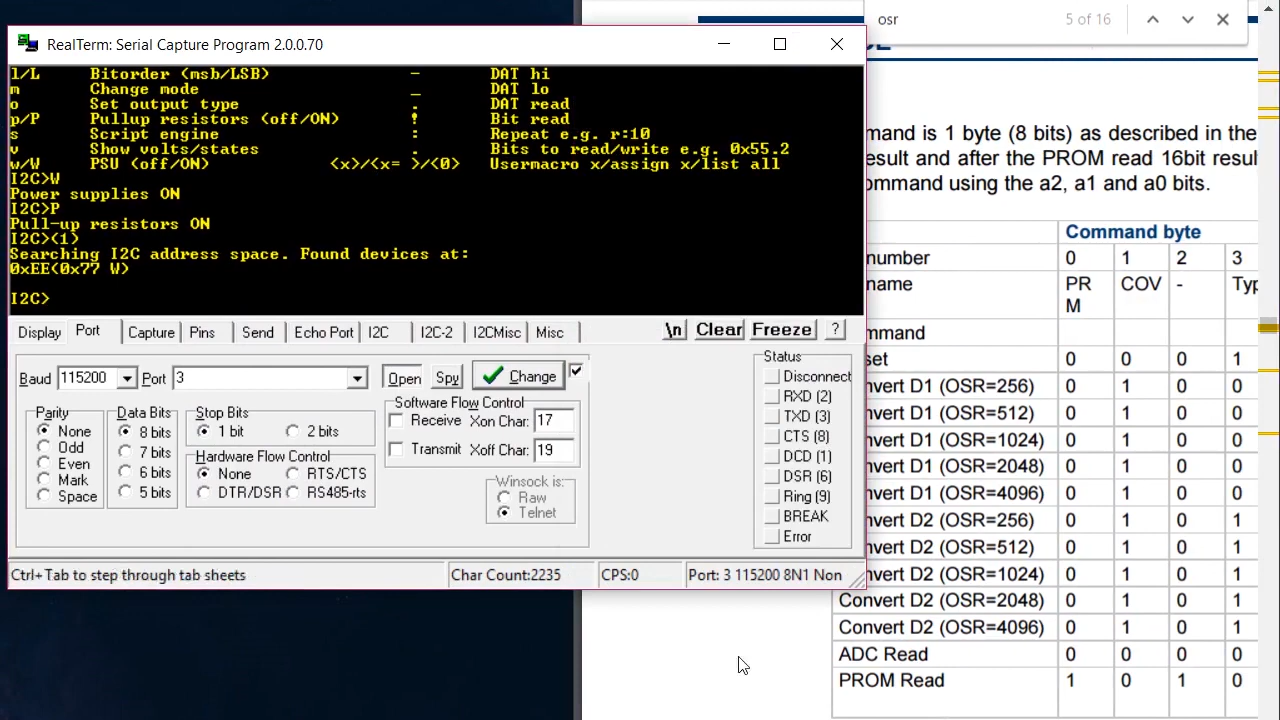 osr
5 of 16
RealTerm: Serial Capture Program 2.0.0.70
l/L Bitorder (msb/LSB) - DAT hi
m Change mode _ DAT lo
o Set output type . DAT read
p/P Pullup resistors (off/ON) ! Bit read
s Script engine : Repeat e.g. r:10
v Show volts/states . Bits to read/write e.g. 0x55.2
w/W PSU (off/ON) <x>/<x= >/<0> Usermacro x/assign x/list all
I2C>W
Power supplies ON
I2C>P
Pull-up resistors ON
I2C>(1)
Searching I2C address space. Found devices at:
0xEE(0x77 W)
I2C>
Display Port Capture Pins Send Echo Port I2C I2C-2 I2CMisc Misc \n Clear Freeze ?
Baud 115200 Port 3 Open Spy Change
Parity
None
Odd
Even
Mark
Space
Data Bits
8 bits
7 bits
6 bits
5 bits
Stop Bits
1 bit 2 bits
Hardware Flow Control
None RTS/CTS
DTR/DSR RS485-rts
Software Flow Control
Receive Xon Char: 17
Transmit Xoff Char: 19
Winsock is:
Raw
Telnet
Status
Disconnect
RXD (2)
TXD (3)
CTS (8)
DCD (1)
DSR (6)
Ring (9)
BREAK
Error
Ctrl+Tab to step through tab sheets Char Count:2235 CPS:0 Port: 3 115200 8N1 Non
mand is 1 byte (8 bits) as described in the
esult and after the PROM read 16bit resul
ommand using the a2, a1 and a0 bits.
Command byte
number 0 1 2 3
name PR M COV - Typ
mmand
set 0 0 0 1
nvert D1 (OSR=256) 0 1 0 0
nvert D1 (OSR=512) 0 1 0 0
nvert D1 (OSR=1024) 0 1 0 0
nvert D1 (OSR=2048) 0 1 0 0
nvert D1 (OSR=4096) 0 1 0 0
nvert D2 (OSR=256) 0 1 0 1
nvert D2 (OSR=512) 0 1 0 1
nvert D2 (OSR=1024) 0 1 0 1
Convert D2 (OSR=2048) 0 1 0 1
Convert D2 (OSR=4096) 0 1 0 1
ADC Read 0 0 0 0
PROM Read 1 0 1 0